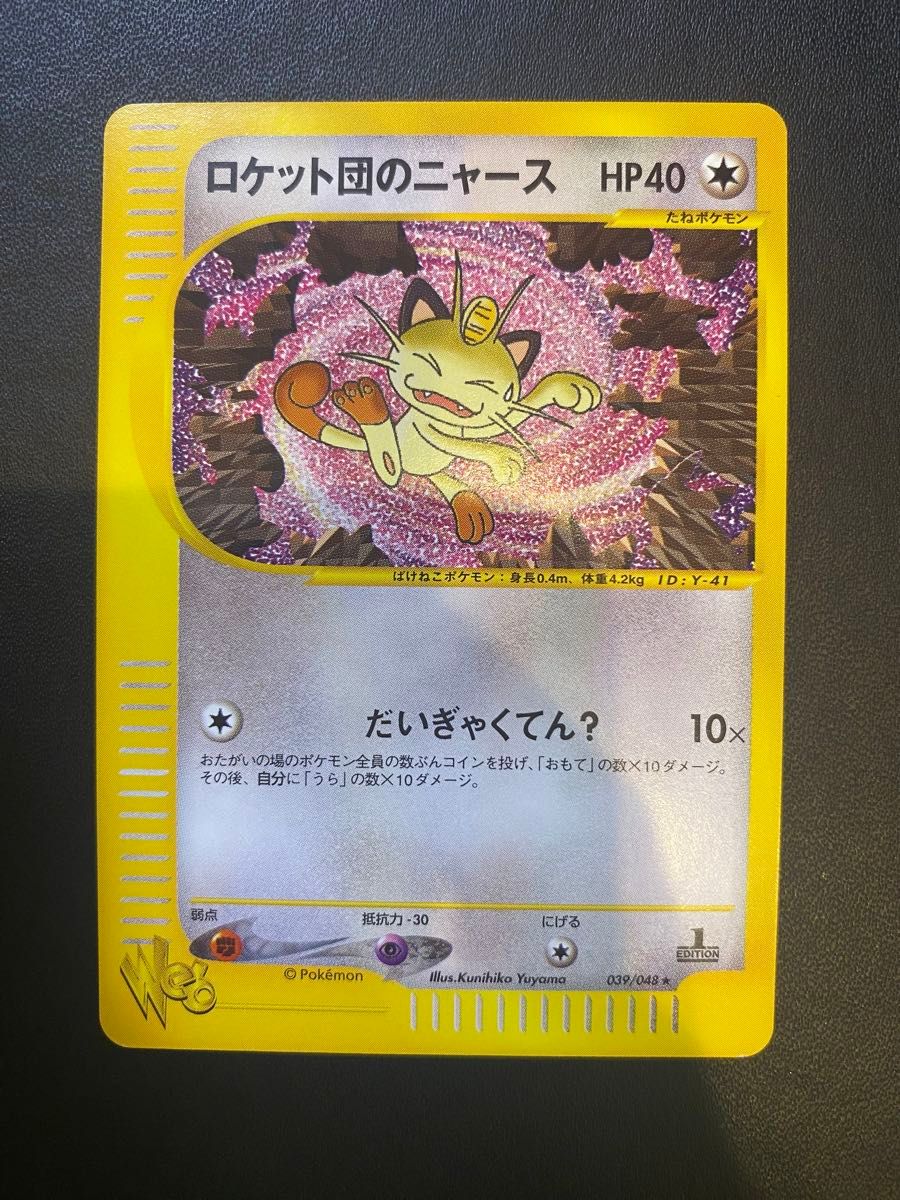 ロケット団のニャース HP40
たねポケモン
ばけねこポケモン：身長0.4m、体重4.2kg ID:Y-41
だいぎゃくてん? 10×
おたがいの場のポケモン全員の数ぶんコインを投げ、「おもて」の数×10ダメージ。
その後、自分に「うら」の数×10ダメージ。
弱点 抵抗力 -30 にげる
1 EDITION
Web
© Pokémon Illus.Kunihiko Yuyama 039/048★